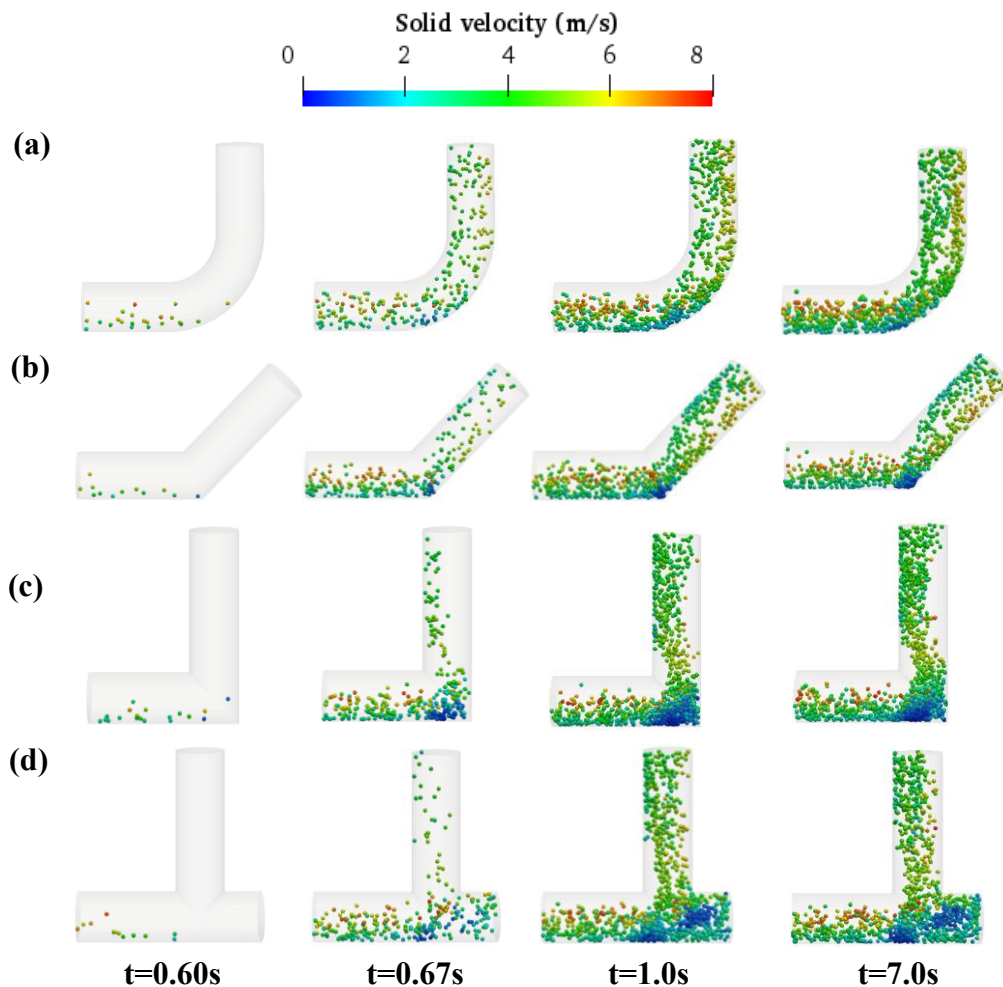 Solid velocity (m/s)
0 2 4 6 8
(a)
(b)
(c)
(d)
t=0.60s t=0.67s t=1.0s t=7.0s